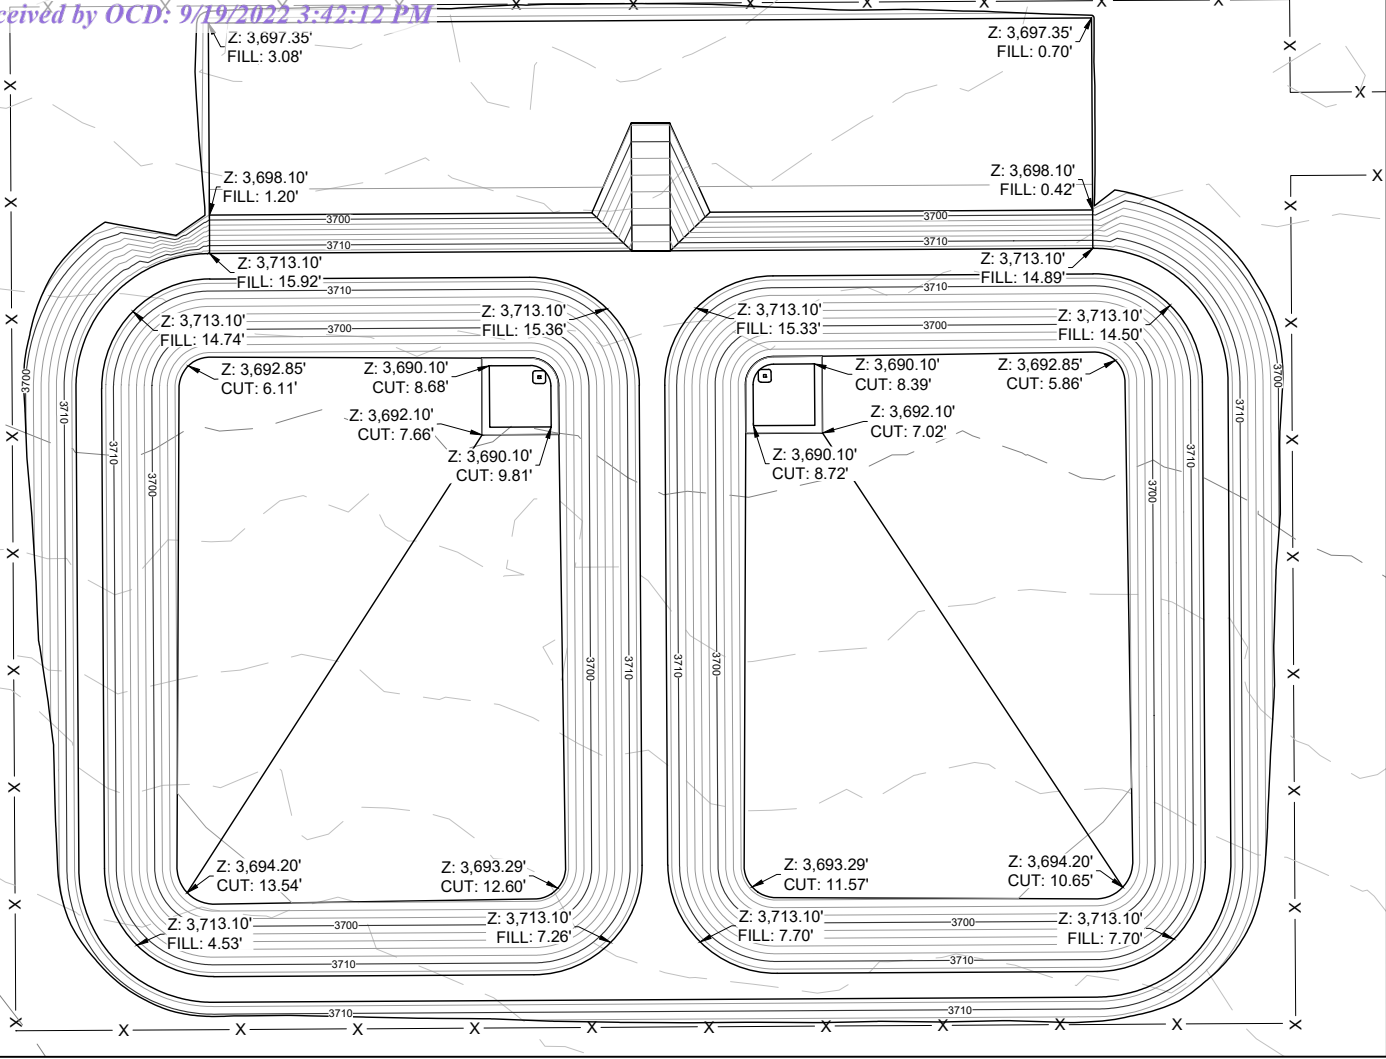 ceived by OCD: 9/19/2022 3:42:12 PM
Z: 3,697.35'
FILL: 3.08'
Z: 3,697.35'
FILL: 0.70'
Z: 3,698.10'
FILL: 1.20'
Z: 3,698.10'
FILL: 0.42'
3700
3700
3710
3710
Z: 3,713.10'
FILL: 15.92'
Z: 3,713.10'
FILL: 14.89'
3710
3710
Z: 3,713.10'
FILL: 14.74'
3700
Z: 3,713.10'
FILL: 15.36'
Z: 3,713.10'
FILL: 15.33'
3700
Z: 3,713.10'
FILL: 14.50'
Z: 3,692.85'
CUT: 6.11'
Z: 3,690.10'
CUT: 8.68'
Z: 3,690.10'
CUT: 8.39'
Z: 3,692.85'
CUT: 5.86'
3700
3700
Z: 3,692.10'
CUT: 7.66'
Z: 3,692.10'
CUT: 7.02'
3710
3710
Z: 3,690.10'
CUT: 9.81'
Z: 3,690.10'
CUT: 8.72'
3710
3710
3700
3700
3700
3710
3710
3700
Z: 3,694.20'
CUT: 13.54'
Z: 3,693.29'
CUT: 12.60'
Z: 3,693.29'
CUT: 11.57'
Z: 3,694.20'
CUT: 10.65'
Z: 3,713.10'
FILL: 4.53'
3700
Z: 3,713.10'
FILL: 7.26'
Z: 3,713.10'
FILL: 7.70'
3700
Z: 3,713.10'
FILL: 7.70'
3710
3710
3710
3710